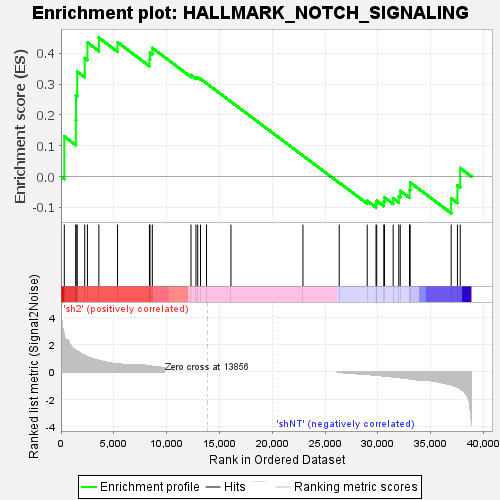 Enrichment plot: HALLMARK_NOTCH_SIGNALING
Enrichment score (ES)
0.4
0.3
0.2
0.1
0.0
-0.1
'sh2' (positively correlated)
Ranked list metric (Signal2Noise)
4
2
0
-2
-4
Zero cross at 13856
'shNT' (negatively correlated)
0
5,000
10,000
15,000
20,000
25,000
30,000
35,000
40,000
Rank in Ordered Dataset
Enrichment profile
Hits
Ranking metric scores